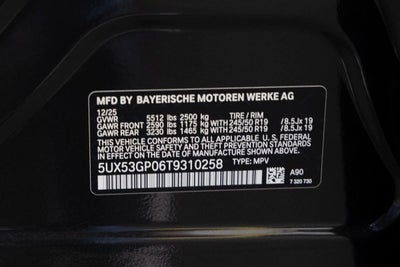 MFD BY BAYERISCHE MOTOREN WERKE AG
12/25
GVWR 5512 lbs 2500 kg TIRE / RIM
GAWR FRONT 2590 lbs 1175 kg WITH 245/50 R19 /8.5J x 19
GAWR REAR 3230 lbs 1465 kg WITH 245/50 R19 /8.5J x 19
THIS VEHICLE CONFORMS TO ALL APPLICABLE
U.S. FEDERAL MOTOR VEHICLE SAFETY, BUMPER,
AND THEFT PREVENTION STANDARDS IN EFFECT
ON THE DATE OF MANUFACTURE SHOWN ABOVE.
5UX53GP06T9310258 TYPE: MPV
A90
7 320 730